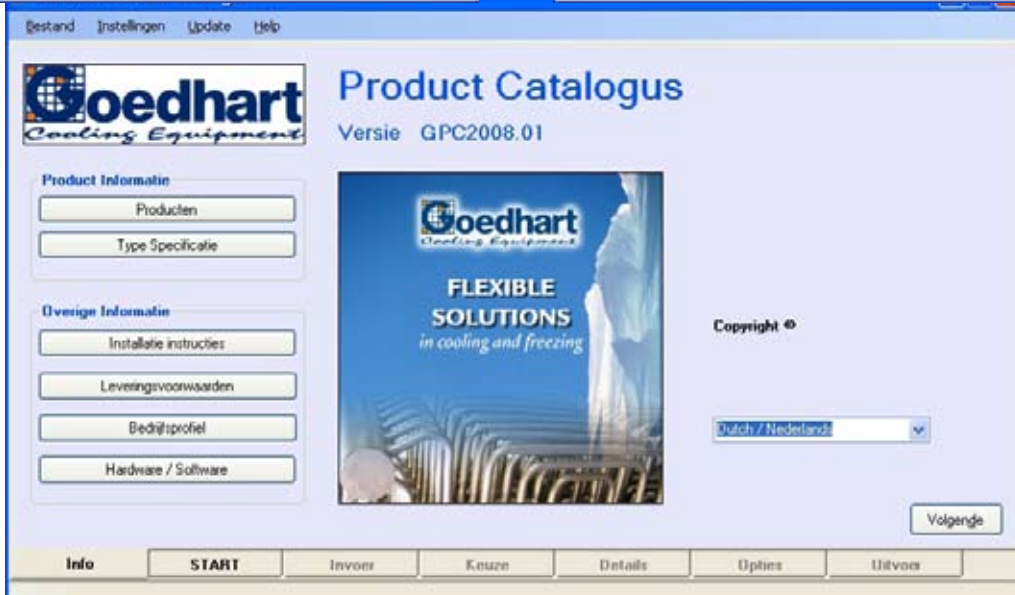 Bestand Instellingen Update Help
Goedhart
Cooling Equipment
Product Catalogus
Versie GPC2008.01
Product Informatie
Producten
Type Specificatie
Overige Informatie
Installatie instructies
Leveringsvoorwaarden
Bedrijfsprofiel
Hardware / Software
Goedhart
Cooling Equipment
FLEXIBLE
SOLUTIONS
in cooling and freezing
Copyright ©
Dutch / Nederlands
Volgende
Info START Invoer Keuze Details Opties Uitvoer